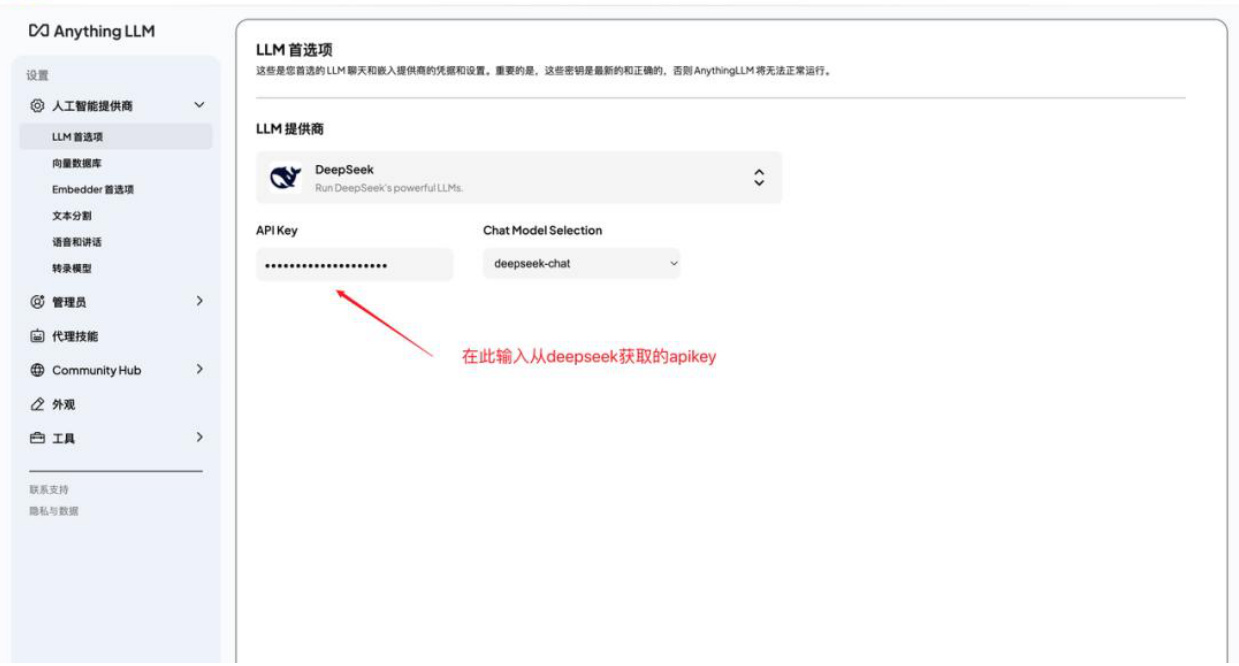 Anything LLM
设置
人工智能提供商
LLM 首选项
向量数据库
Embedder 首选项
文本分割
语音和讲话
转录模型
管理员
代理技能
Community Hub
外观
工具
联系支持
隐私与数据
LLM 首选项
这些是您首选的 LLM 聊天和嵌入提供商的凭据和设置。重要的是，这些密钥是最新的和正确的，否则 AnythingLLM 将无法正常运行。
LLM 提供商
DeepSeek
Run DeepSeek's powerful LLMs.
API Key
Chat Model Selection
••••••••••••••••••••
deepseek-chat
在此输入从deepseek获取的apikey